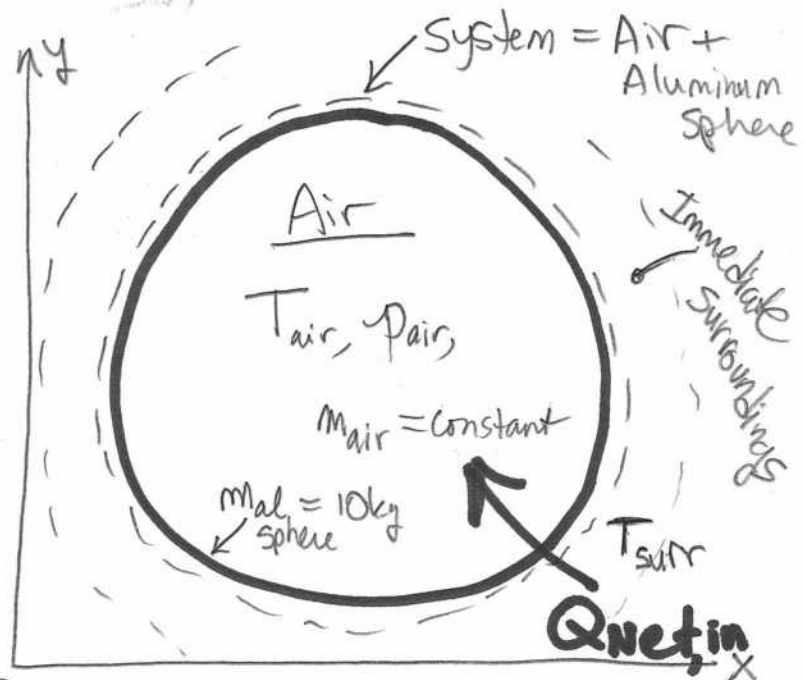 y
System = Air +
Aluminum
Sphere
Air
Immediate
surroundings
Tair, Pair,
mair = constant
mal = 10kg
sphere
Tsurr
QNet,in
x